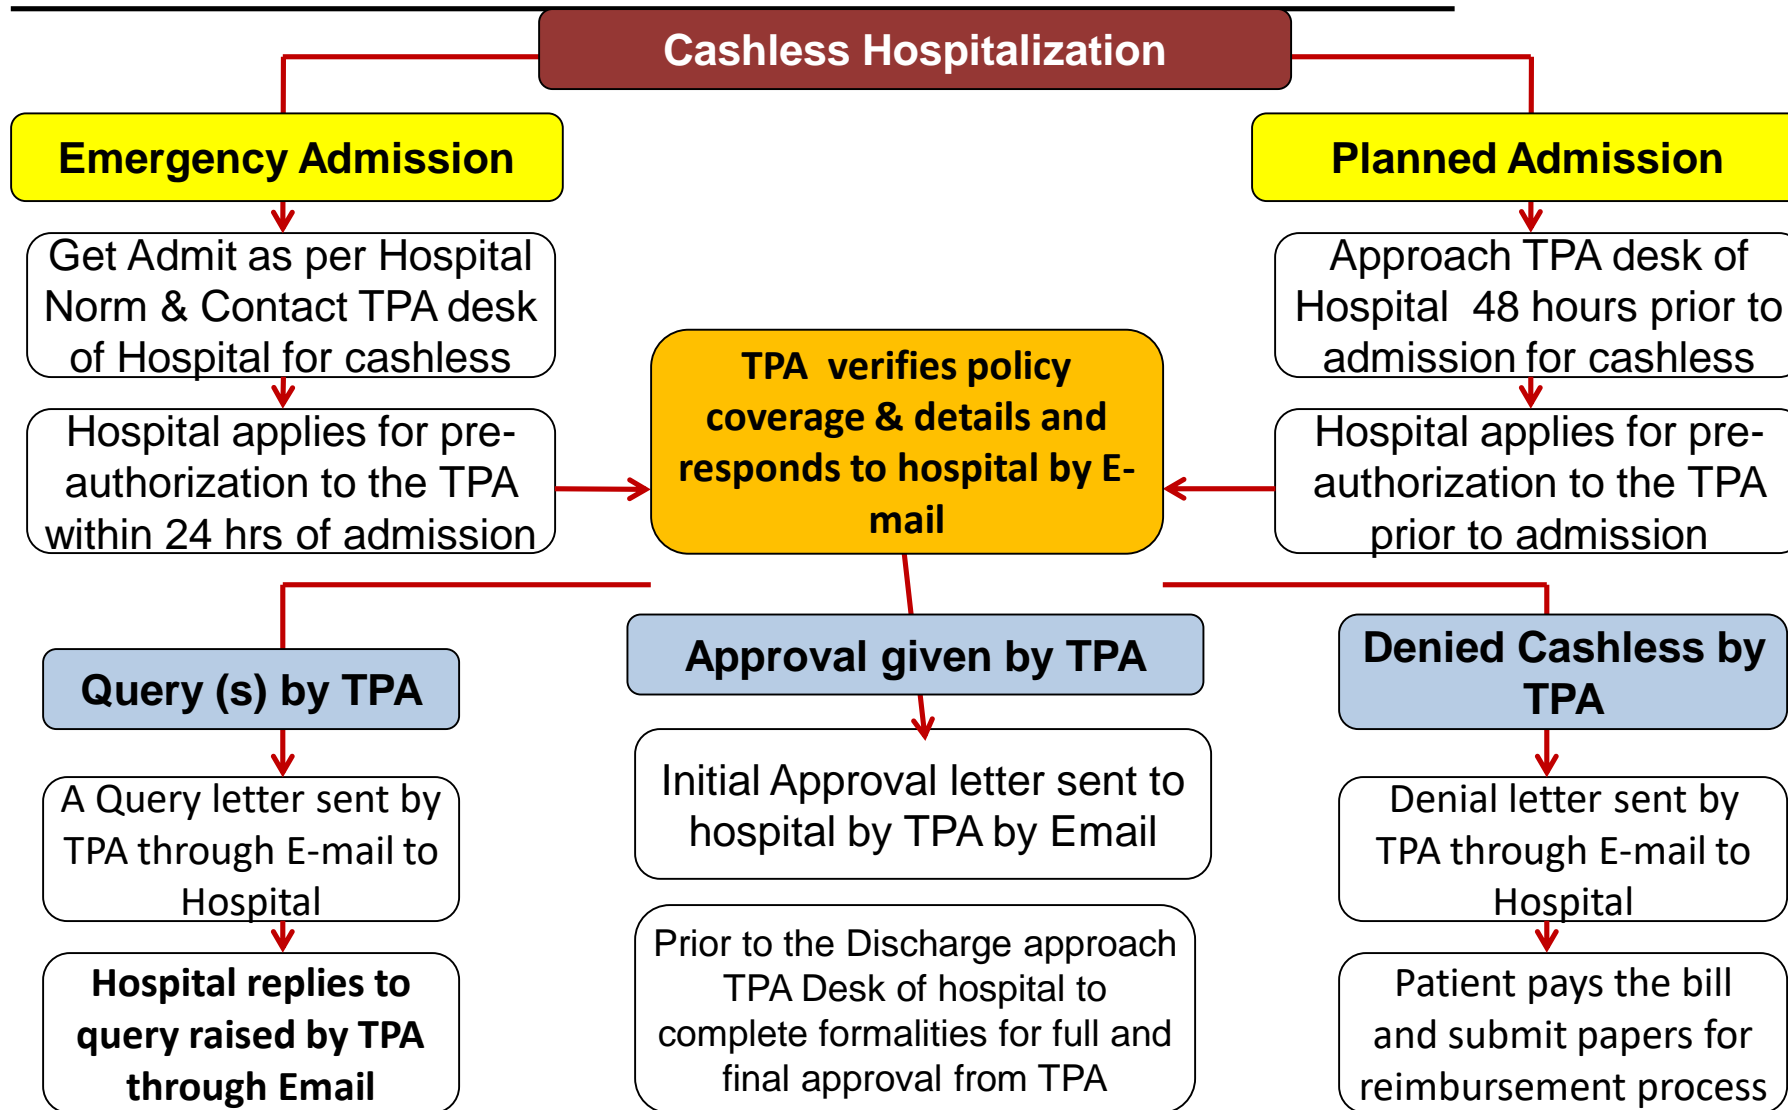 Cashless Hospitalization
Emergency Admission
Get Admit as per Hospital
Norm & Contact TPA desk
of Hospital for cashless
Hospital applies for pre-
authorization to the TPA
within 24 hrs of admission
Planned Admission
Approach TPA desk of
Hospital 48 hours prior to
admission for cashless
Hospital applies for pre-
authorization to the TPA
prior to admission
TPA verifies policy
coverage & details and
responds to hospital by E-
mail
Query (s) by TPA
A Query letter sent by
TPA through E-mail to
Hospital
Hospital replies to
query raised by TPA
through Email
Approval given by TPA
Initial Approval letter sent to
hospital by TPA by Email
Prior to the Discharge approach
TPA Desk of hospital to
complete formalities for full and
final approval from TPA
Denied Cashless by
TPA
Denial letter sent by
TPA through E-mail to
Hospital
Patient pays the bill
and submit papers for
reimbursement process